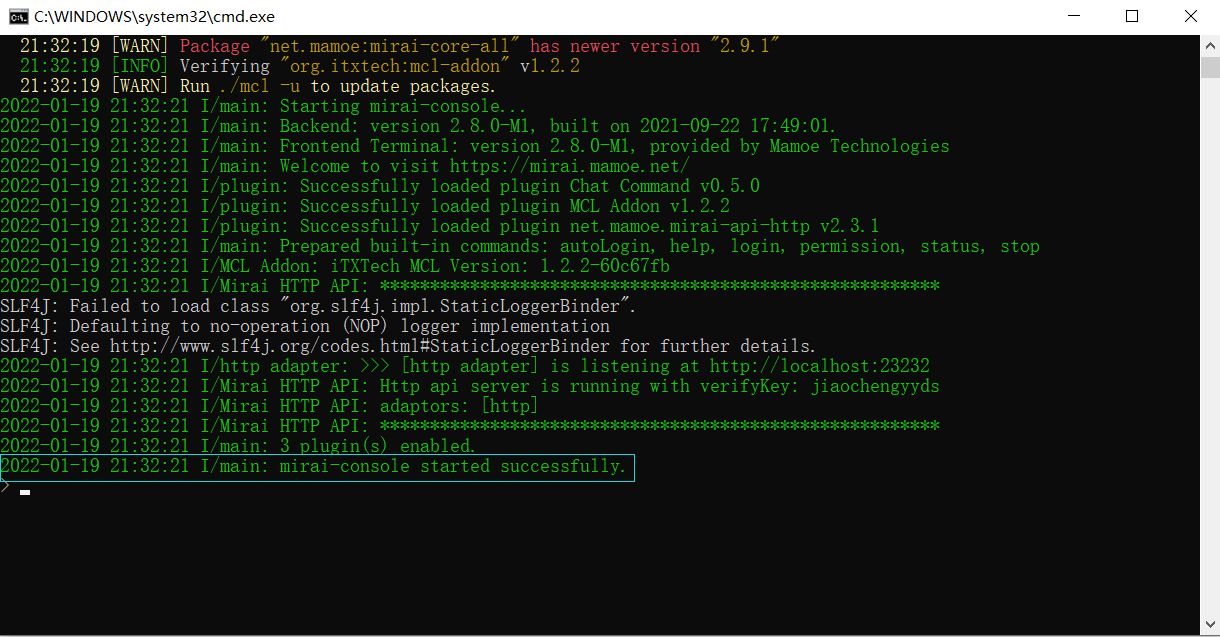 C:\WINDOWS\system32\cmd.exe
21:32:19 [WARN] Package "net.mamoe:mirai-core-all" has newer version "2.9.1"
21:32:19 [INFO] Verifying "org.itxtech:mcl-addon" v1.2.2
21:32:19 [WARN] Run ./mcl -u to update packages.
2022-01-19 21:32:21 I/main: Starting mirai-console...
2022-01-19 21:32:21 I/main: Backend: version 2.8.0-M1, built on 2021-09-22 17:49:01.
2022-01-19 21:32:21 I/main: Frontend Terminal: version 2.8.0-M1, provided by Mamoe Technologies
2022-01-19 21:32:21 I/main: Welcome to visit https://mirai.mamoe.net/
2022-01-19 21:32:21 I/plugin: Successfully loaded plugin Chat Command v0.5.0
2022-01-19 21:32:21 I/plugin: Successfully loaded plugin MCL Addon v1.2.2
2022-01-19 21:32:21 I/plugin: Successfully loaded plugin net.mamoe.mirai-api-http v2.3.1
2022-01-19 21:32:21 I/main: Prepared built-in commands: autoLogin, help, login, permission, status, stop
2022-01-19 21:32:21 I/MCL Addon: iTXTech MCL Version: 1.2.2-60c67fb
2022-01-19 21:32:21 I/Mirai HTTP API: ********************************************************
SLF4J: Failed to load class "org.slf4j.impl.StaticLoggerBinder".
SLF4J: Defaulting to no-operation (NOP) logger implementation
SLF4J: See http://www.slf4j.org/codes.html#StaticLoggerBinder for further details.
2022-01-19 21:32:21 I/http adapter: >>> [http adapter] is listening at http://localhost:23232
2022-01-19 21:32:21 I/Mirai HTTP API: Http api server is running with verifyKey: jiaochengyyds
2022-01-19 21:32:21 I/Mirai HTTP API: adaptors: [http]
2022-01-19 21:32:21 I/Mirai HTTP API: ********************************************************
2022-01-19 21:32:21 I/main: 3 plugin(s) enabled.
2022-01-19 21:32:21 I/main: mirai-console started successfully.
>